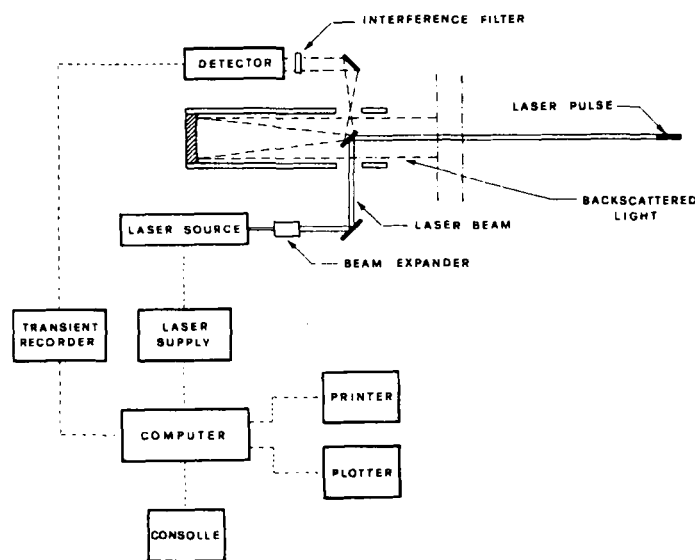 INTERFERENCE FILTER
DETECTOR
LASER PULSE
BACKSCATTERED
LIGHT
LASER BEAM
LASER SOURCE
BEAM EXPANDER
TRANSIENT
RECORDER
LASER
SUPPLY
PRINTER
COMPUTER
PLOTTER
CONSOLLE